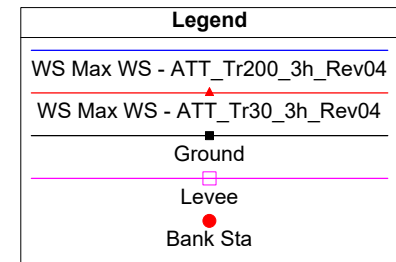 Legend
WS Max WS - ATT_Tr200_3h_Rev04
WS Max WS - ATT_Tr30_3h_Rev04
Ground
Levee
Bank Sta